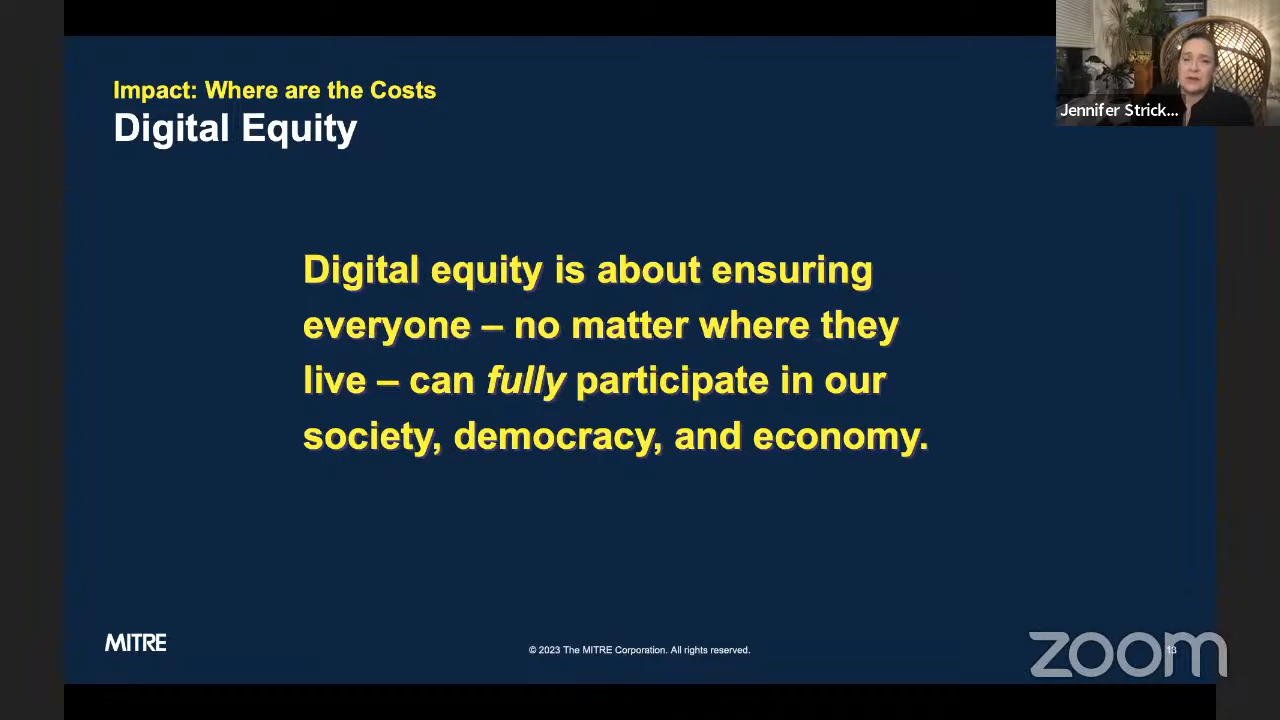 Impact: Where are the Costs
Digital Equity
Jennifer Strick...
Digital equity is about ensuring
everyone – no matter where they
live – can fully participate in our
society, democracy, and economy.
MITRE
© 2023 The MITRE Corporation. All rights reserved.
13
zoom